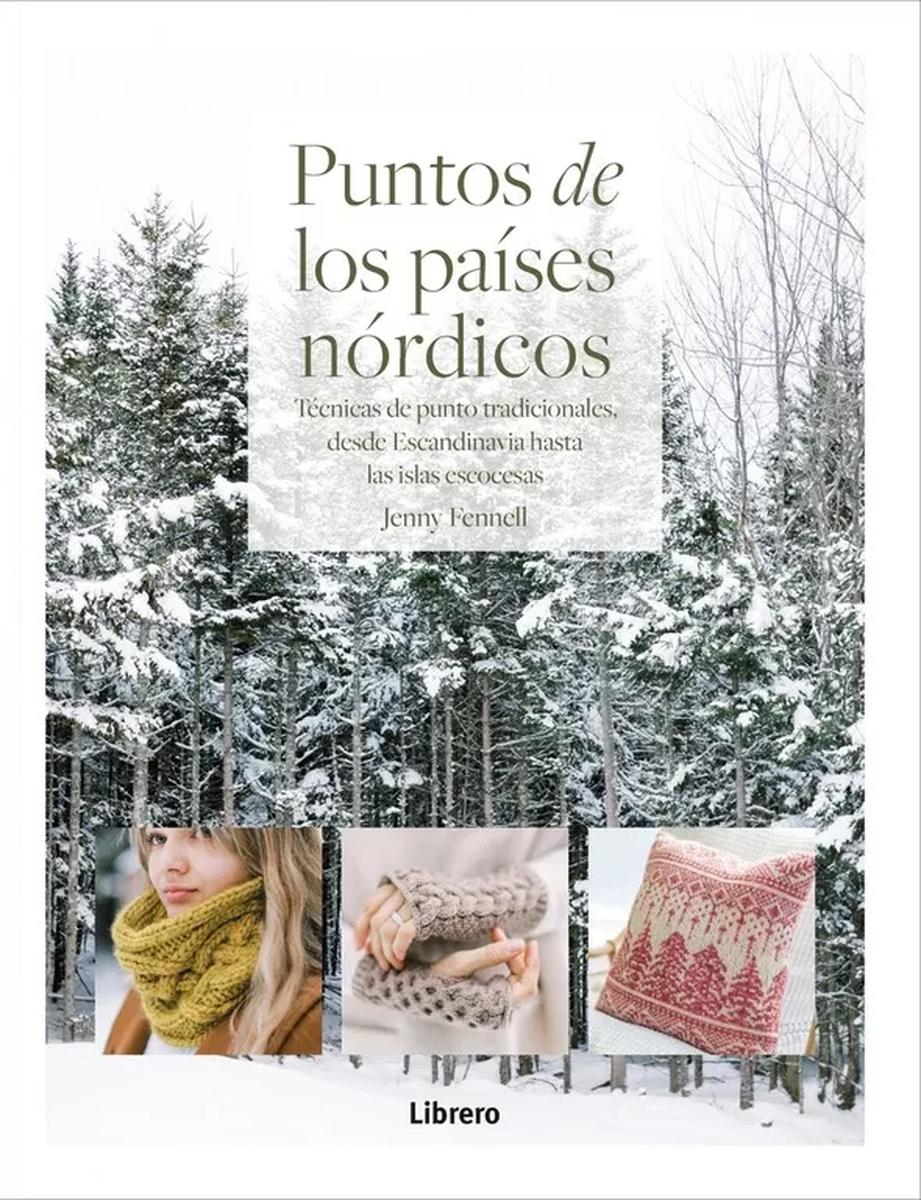 Puntos de
los países
nórdicos
Técnicas de punto tradicionales,
desde Escandinavia hasta
las islas escocesas
Jenny Fennell
Librero